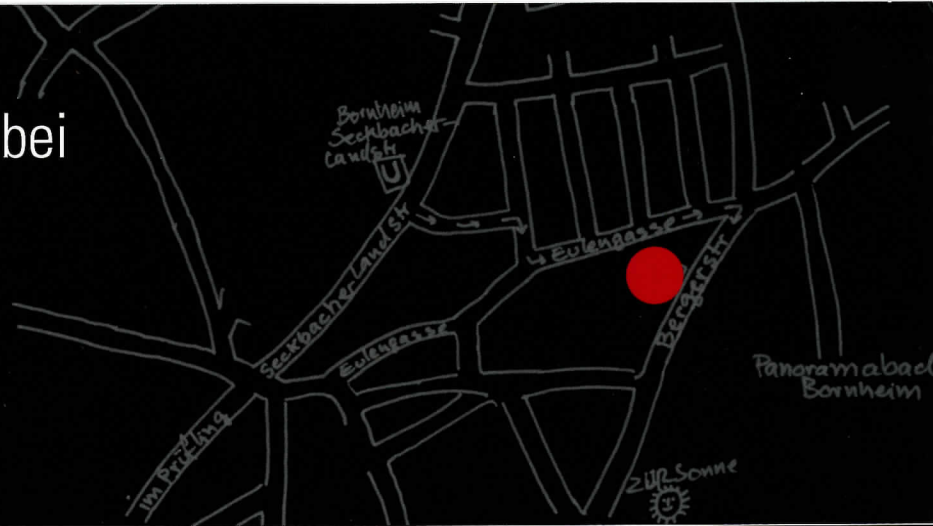 bei
Bornheim
Seckbacher-
Landstr
U
Seckbacher Landstr
Eulengasse
Bergerstr
Eulengasse
Im Prüfling
Panoramabad
Bornheim
ZUR Sonne